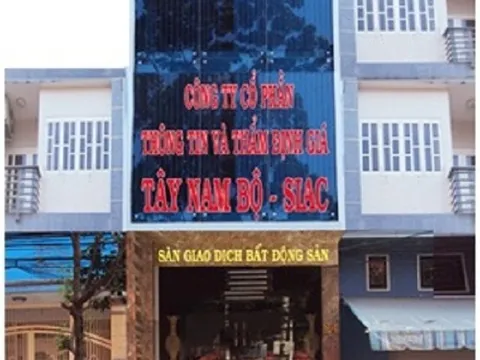 CÔNG TY CỔ PHẦN
THÔNG TIN VÀ THẨM ĐỊNH GIÁ
TÂY NAM BỘ - SIAC
SÀN GIAO DỊCH BẤT ĐỘNG SẢN